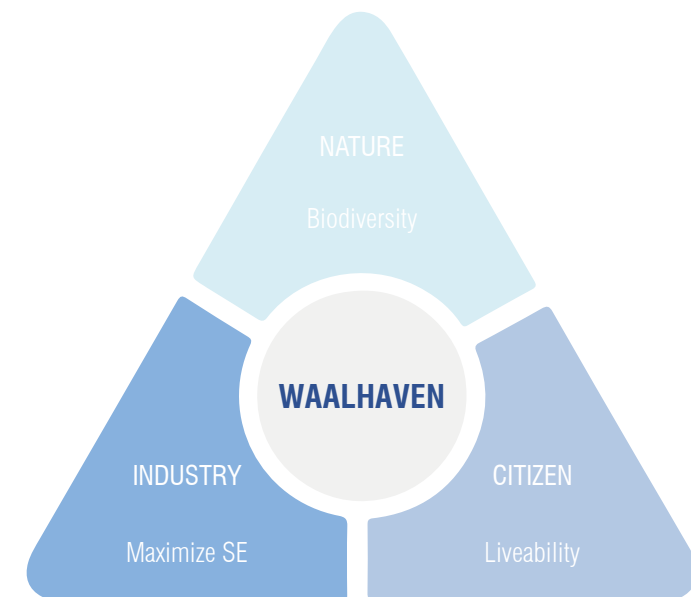 NATURE
Biodiversity
WAALHAVEN
INDUSTRY
Maximize SE
CITIZEN
Liveability